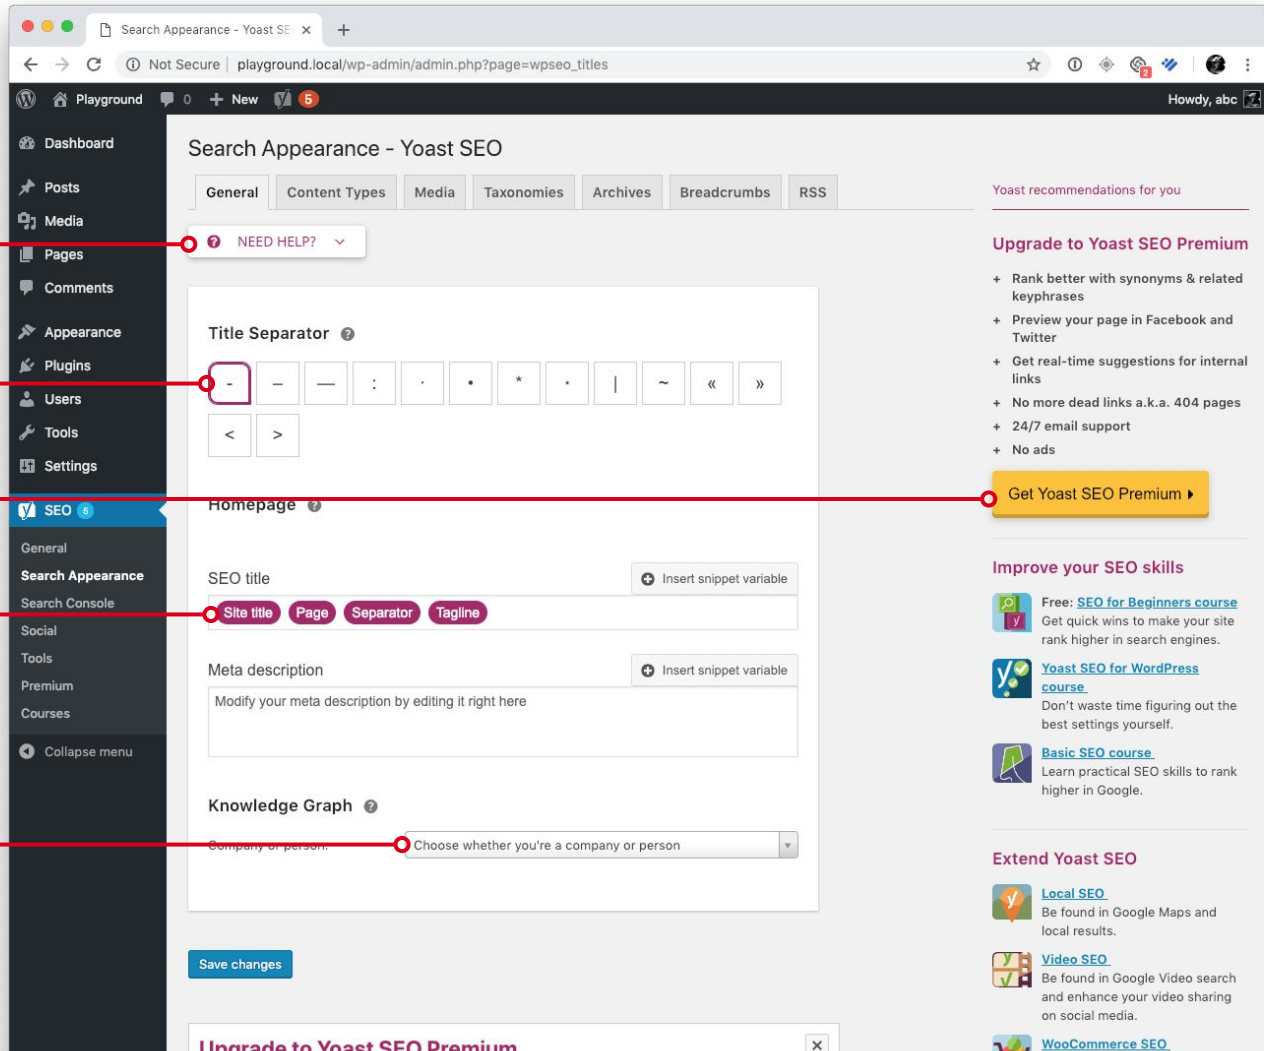 Search Appearance - Yoast SE
Not Secure | playground.local/wp-admin/admin.php?page=wpseo_titles
2
Playground 0 + New 5
Howdy, abc
Dashboard
Posts
Media
Pages
Comments
Appearance
Plugins
Users
Tools
Settings
SEO 5
General
Search Appearance
Search Console
Social
Tools
Premium
Courses
Collapse menu
Search Appearance - Yoast SEO
General Content Types Media Taxonomies Archives Breadcrumbs RSS
NEED HELP?
Title Separator
- – — : · • * ⋅ | ~ « »
< >
Homepage
SEO title
Insert snippet variable
Site title Page Separator Tagline
Meta description
Insert snippet variable
Modify your meta description by editing it right here
Knowledge Graph
Company or person:
Choose whether you're a company or person
Save changes
Upgrade to Yoast SEO Premium
Yoast recommendations for you
Upgrade to Yoast SEO Premium
+ Rank better with synonyms & related
keyphrases
+ Preview your page in Facebook and
Twitter
+ Get real-time suggestions for internal
links
+ No more dead links a.k.a. 404 pages
+ 24/7 email support
+ No ads
Get Yoast SEO Premium
Improve your SEO skills
Free: SEO for Beginners course
Get quick wins to make your site
rank higher in search engines.
Yoast SEO for WordPress
course
Don't waste time figuring out the
best settings yourself.
Basic SEO course
Learn practical SEO skills to rank
higher in Google.
Extend Yoast SEO
Local SEO
Be found in Google Maps and
local results.
Video SEO
Be found in Google Video search
and enhance your video sharing
on social media.
WooCommerce SEO